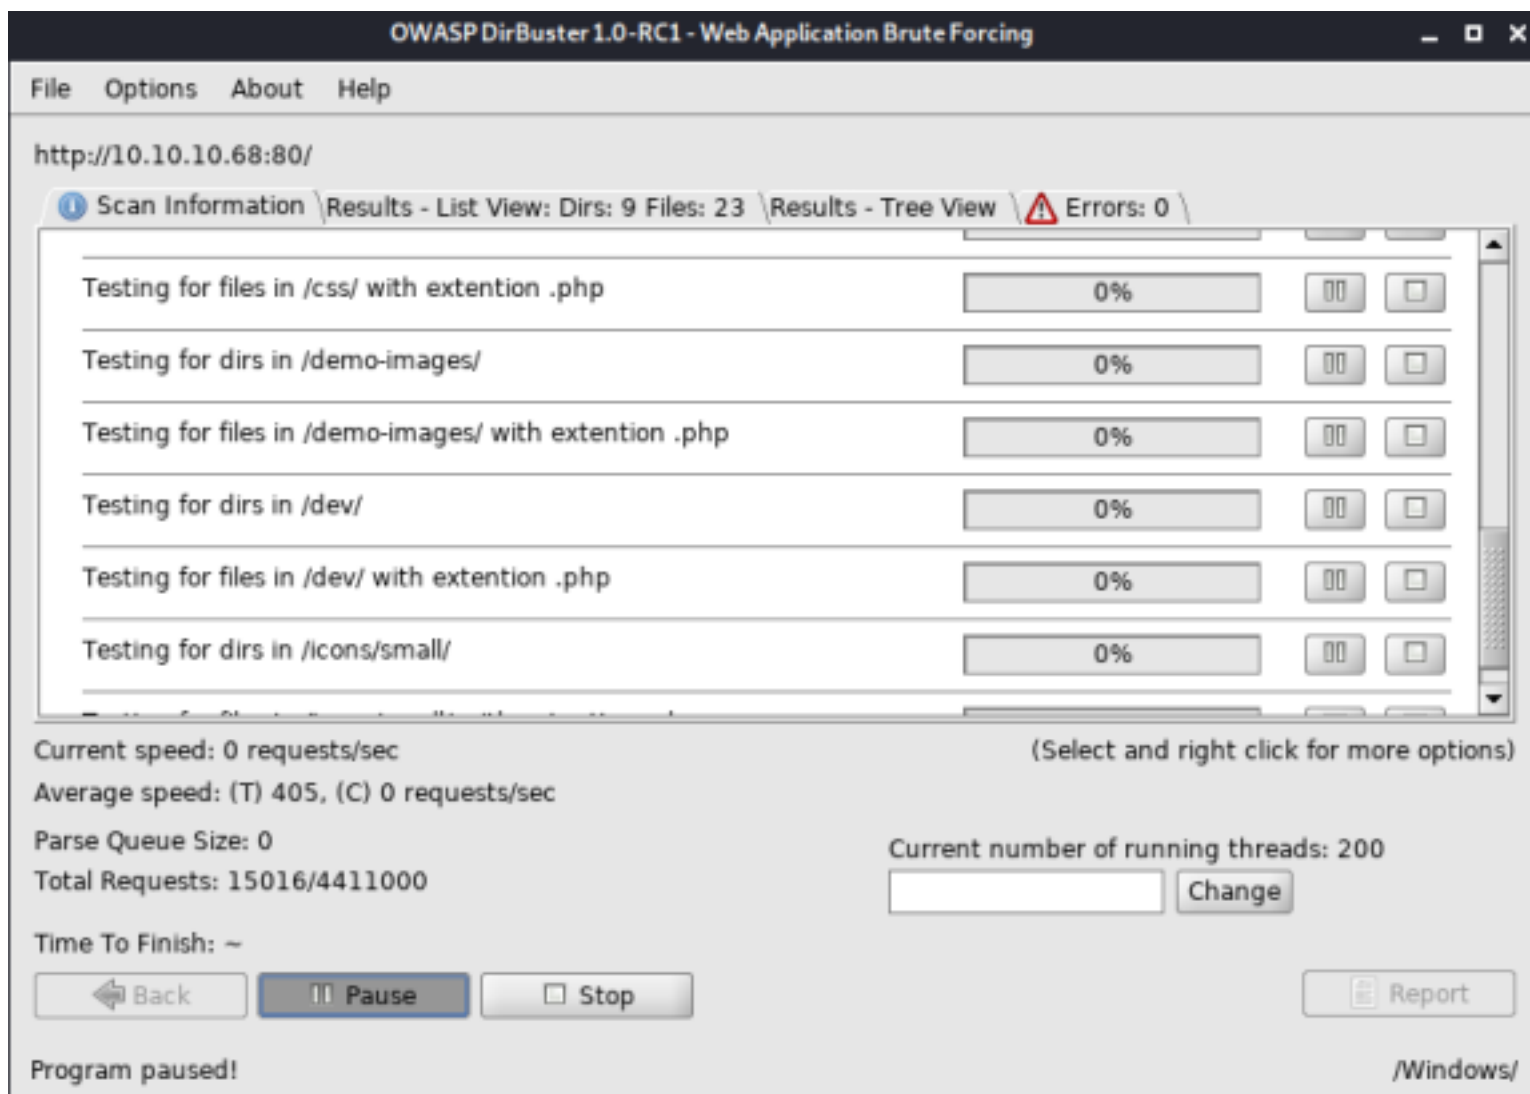 OWASP DirBuster 1.0-RC1 - Web Application Brute Forcing
File Options About Help
http://10.10.10.68:80/
Scan Information Results - List View: Dirs: 9 Files: 23 Results - Tree View Errors: 0
Testing for files in /css/ with extention .php 0%
Testing for dirs in /demo-images/ 0%
Testing for files in /demo-images/ with extention .php 0%
Testing for dirs in /dev/ 0%
Testing for files in /dev/ with extention .php 0%
Testing for dirs in /icons/small/ 0%
Current speed: 0 requests/sec (Select and right click for more options)
Average speed: (T) 405, (C) 0 requests/sec
Parse Queue Size: 0
Current number of running threads: 200
Total Requests: 15016/4411000
Change
Time To Finish: ~
Back Pause Stop Report
Program paused! /Windows/